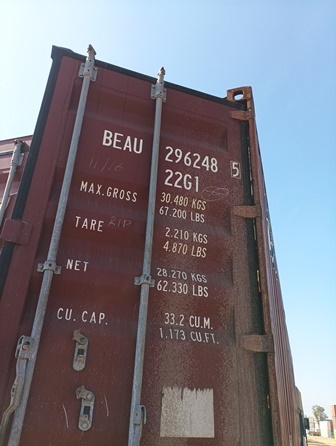 BEAU 296248 5
22G1
MAX.GROSS 30.480 KGS
67.200 LBS
TARE 2.210 KGS
4.870 LBS
NET 28.270 KGS
62.330 LBS
CU. CAP. 33.2 CU.M.
1.173 CU.FT.